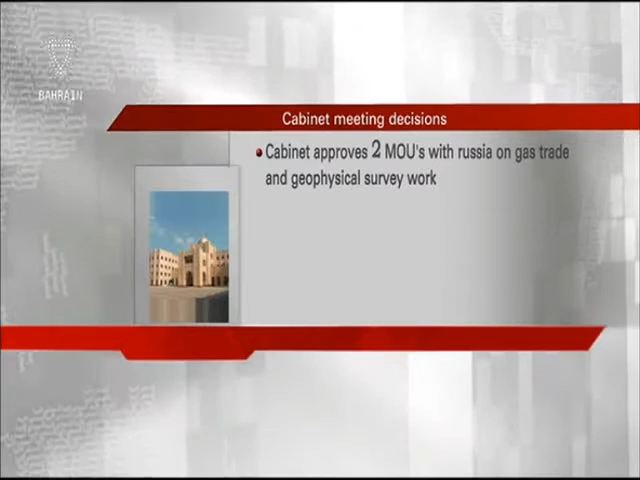 BAHRAIN
Cabinet meeting decisions
Cabinet approves 2 MOU's with russia on gas trade
and geophysical survey work